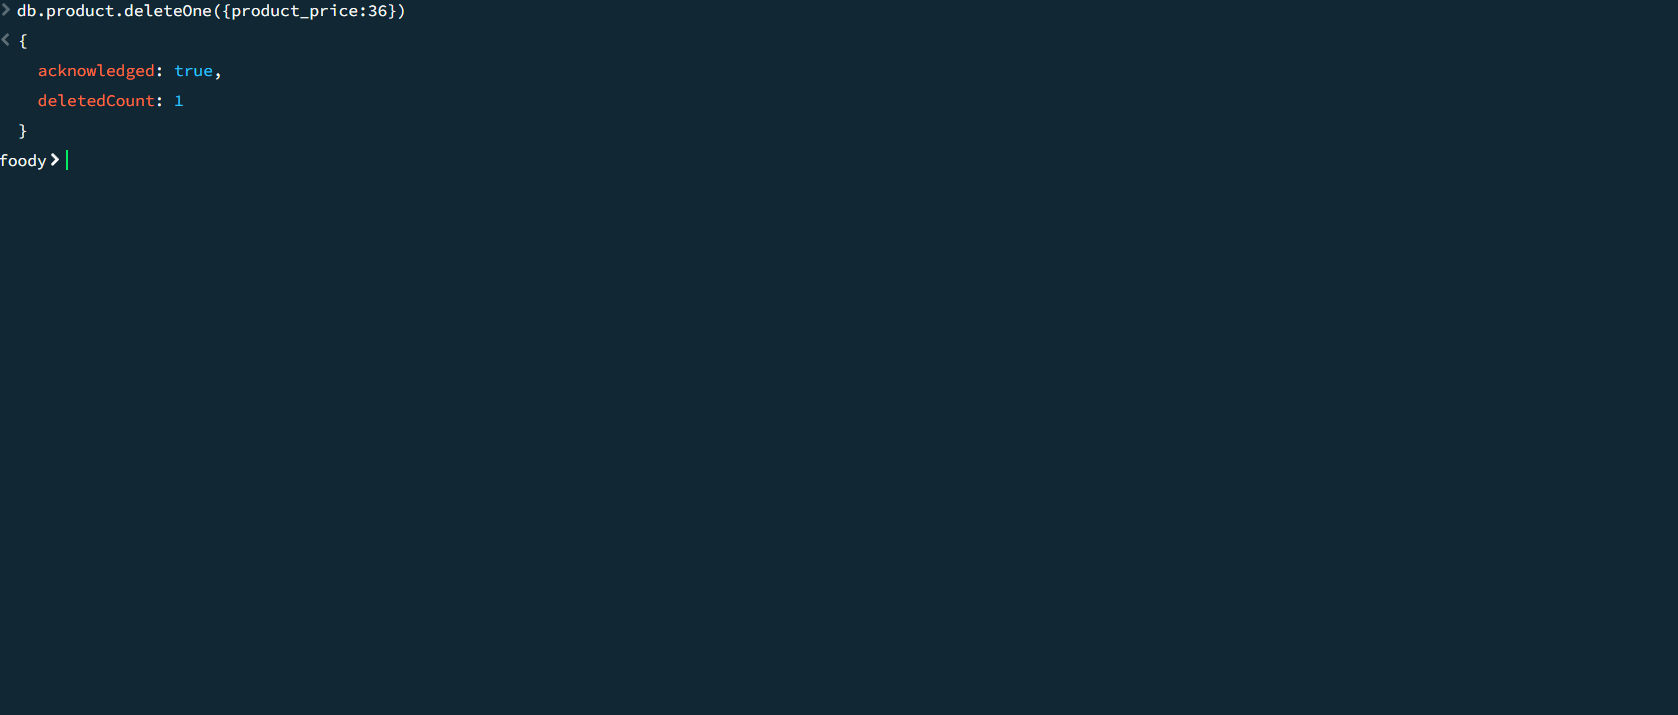 > db.product.deleteOne({product_price:36})
< {
acknowledged: true,
deletedCount: 1
}
foody>